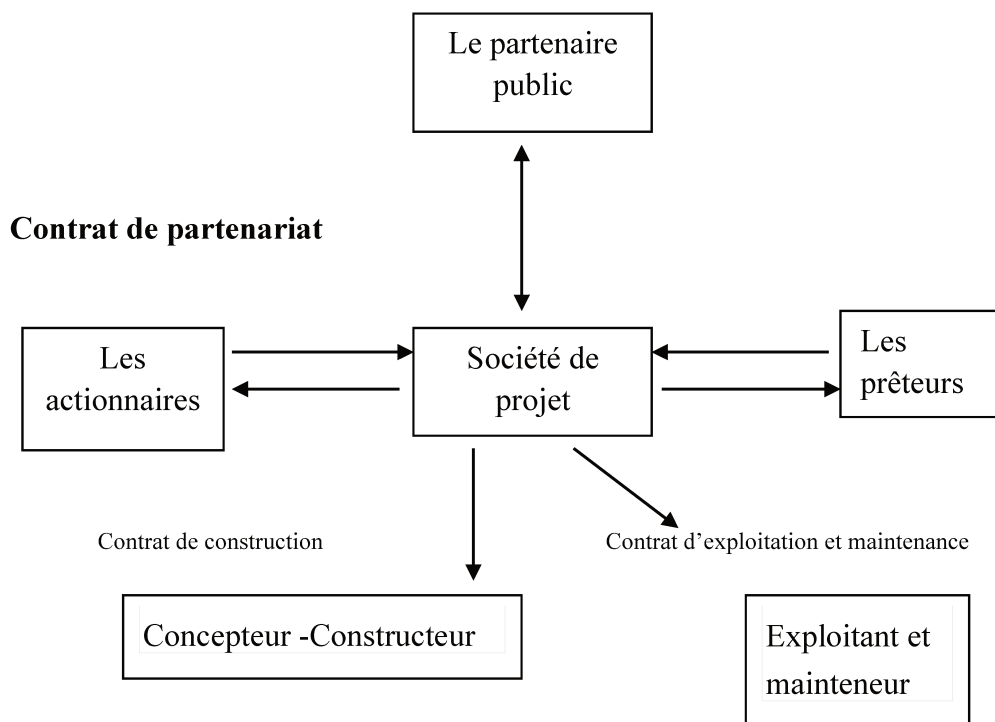 Le partenaire
public
Contrat de partenariat
Les
actionnaires
Société de
projet
Les
prêteurs
Contrat de construction
Contrat d’exploitation et maintenance
Concepteur -Constructeur
Exploitant et
mainteneur